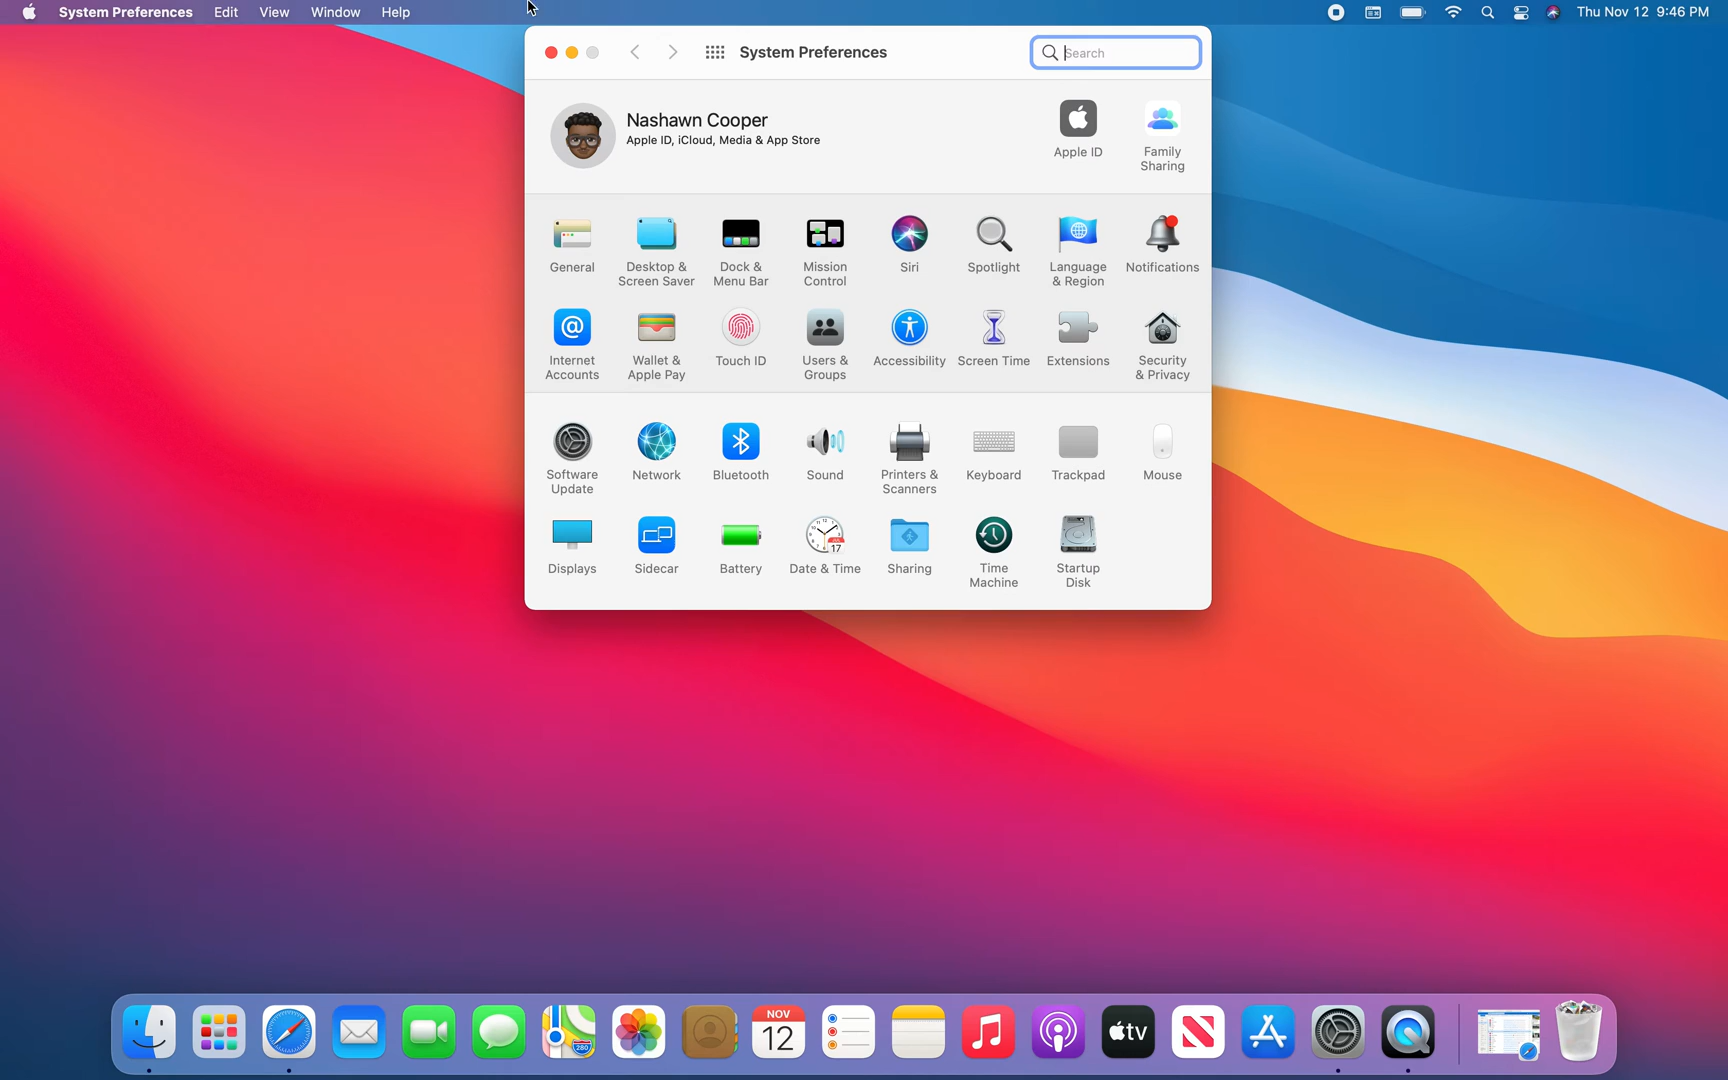 System Preferences Edit View Window Help
Thu Nov 12 9:46 PM
System Preferences
Search
Nashawn Cooper
Apple ID, iCloud, Media & App Store
Apple ID
Family
Sharing
General
Desktop &
Screen Saver
Dock &
Menu Bar
Mission
Control
Siri
Spotlight
Language
& Region
Notifications
Internet
Accounts
Wallet &
Apple Pay
Touch ID
Users &
Groups
Accessibility
Screen Time
Extensions
Security
& Privacy
Software
Update
Network
Bluetooth
Sound
Printers &
Scanners
Keyboard
Trackpad
Mouse
Displays
Sidecar
Battery
17
Date & Time
Sharing
Time
Machine
Startup
Disk
280
NOV
12
tv